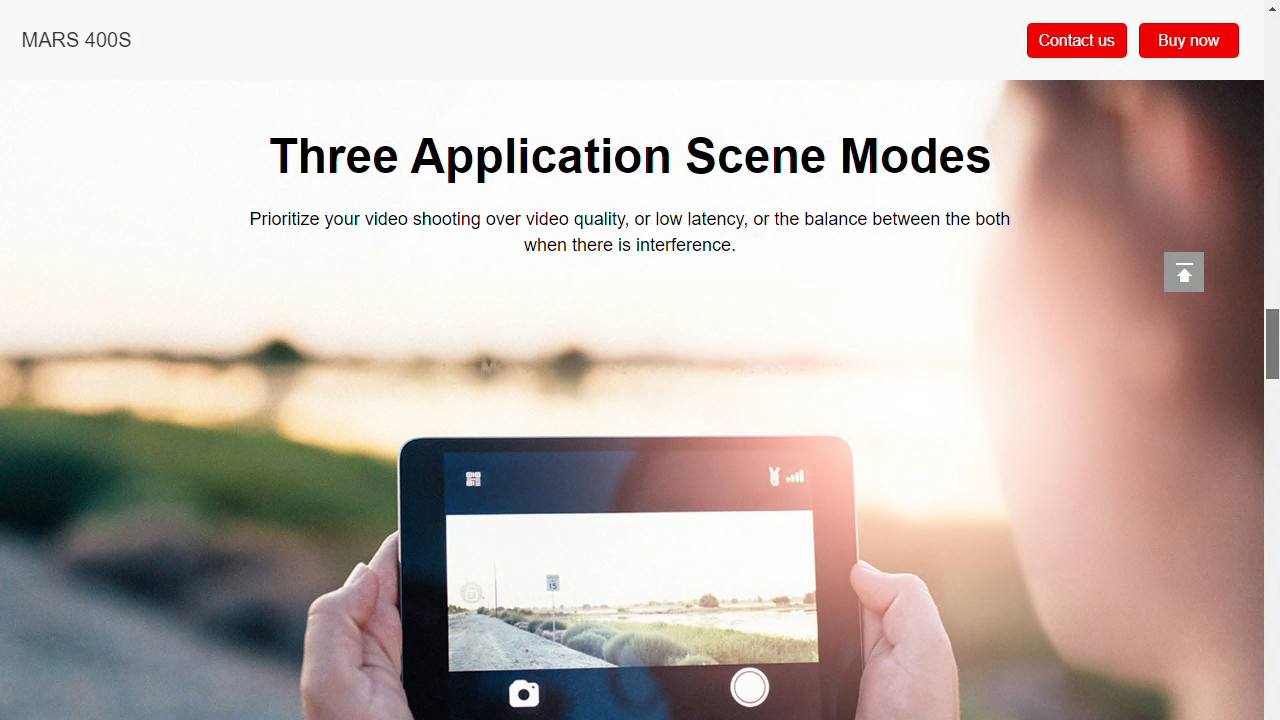 MARS 400S
Contact us
Buy now
Three Application Scene Modes
Prioritize your video shooting over video quality, or low latency, or the balance between the both
when there is interference.
15